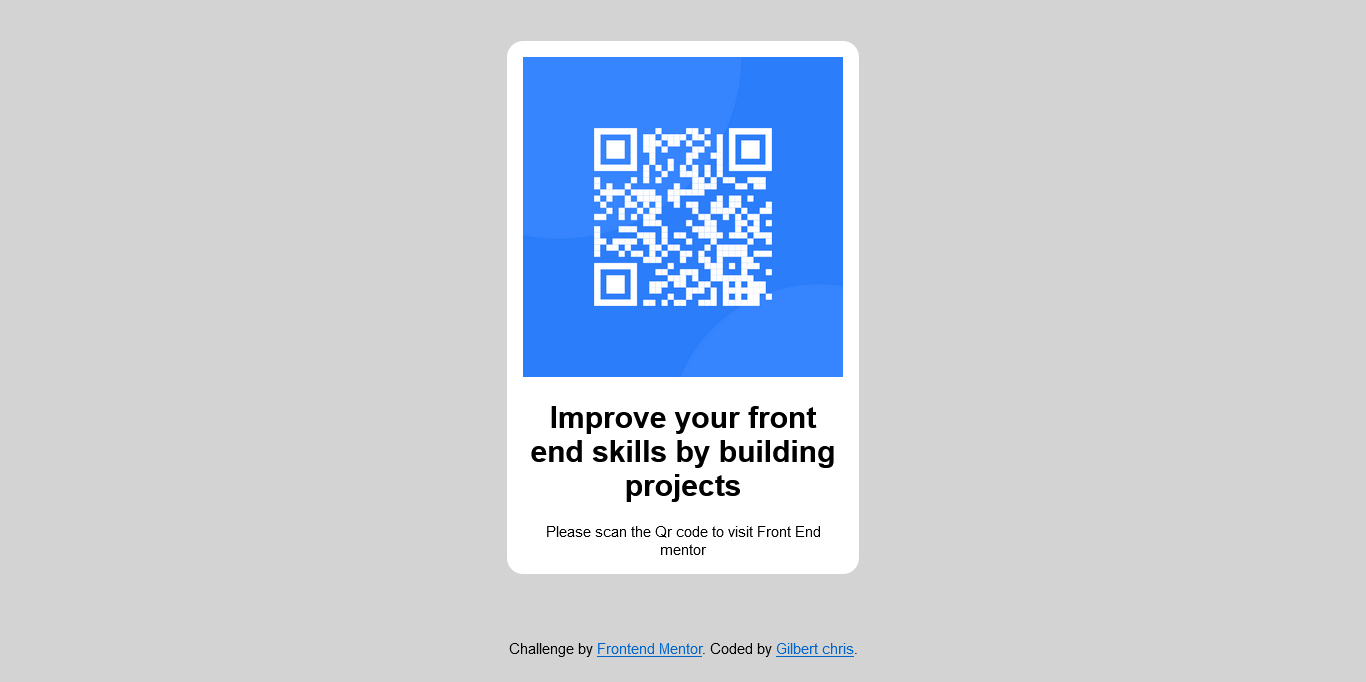 Improve your front
end skills by building
projects
Please scan the Qr code to visit Front End
mentor
Challenge by Frontend Mentor. Coded by Gilbert chris.